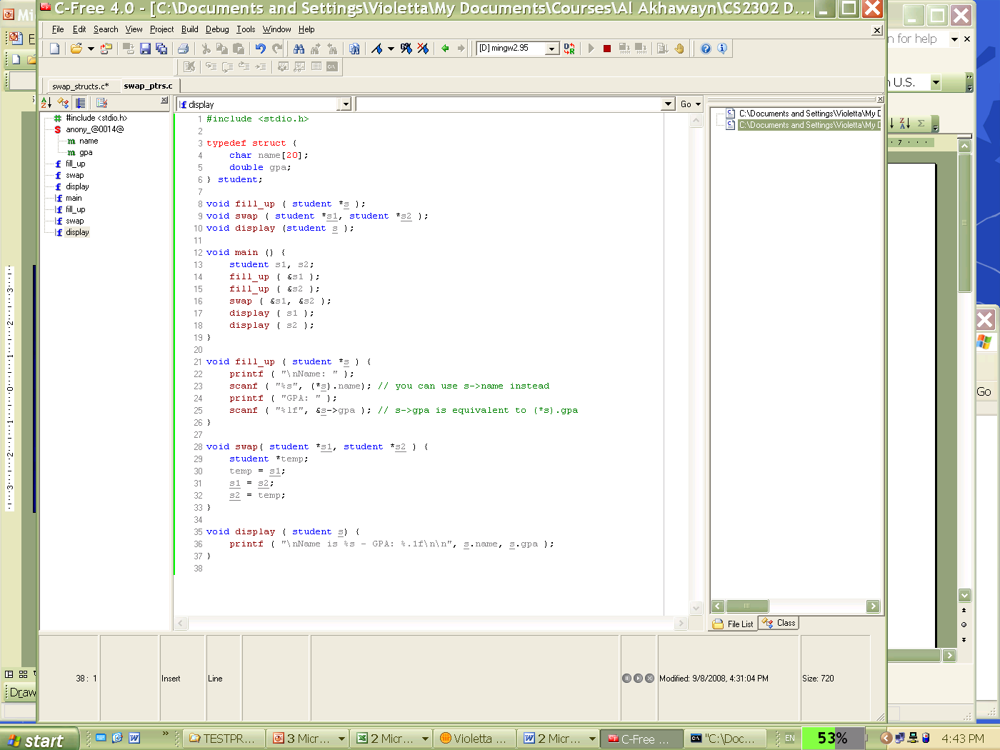 C-Free 4.0 - [C:\Documents and Settings\Violetta\My Documents\Courses\Al Akhawayn\CS2302 D...
File Edit Search View Project Build Debug Tools Window Help
[D] mingw2.95
swap_structs.c* swap_ptrs.c
display
Go
#include <stdio.h>
anony_@0014@
name
gpa
fill_up
swap
display
main
fill_up
swap
display
1 #include <stdio.h>
2
3 typedef struct {
4 char name[20];
5 double gpa;
6 } student;
7
8 void fill_up ( student *s );
9 void swap ( student *s1, student *s2 );
10 void display (student s );
11
12 void main () {
13 student s1, s2;
14 fill_up ( &s1 );
15 fill_up ( &s2 );
16 swap ( &s1, &s2 );
17 display ( s1 );
18 display ( s2 );
19 }
20
21 void fill_up ( student *s ) {
22 printf ( "\nName: " );
23 scanf ( "%s", (*s).name); // you can use s->name instead
24 printf ( "GPA: " );
25 scanf ( "%lf", &s->gpa ); // s->gpa is equivalent to (*s).gpa
26 }
27
28 void swap( student *s1, student *s2 ) {
29 student *temp;
30 temp = s1;
31 s1 = s2;
32 s2 = temp;
33 }
34
35 void display ( student s) {
36 printf ( "\nName is %s - GPA: %.1f\n\n", s.name, s.gpa );
37 }
38
C:\Documents and Settings\Violetta\My D
C:\Documents and Settings\Violetta\My D
File List Class
38 : 1 Insert Line Modified: 9/8/2008, 4:31:04 PM Size: 720
n for help
U.S.
7
Go
Draw
start TESTPR... 3 Micr... 2 Micr... Violetta ... 2 Micr... C-Free ... "C:\Doc... EN 53% 4:43 PM